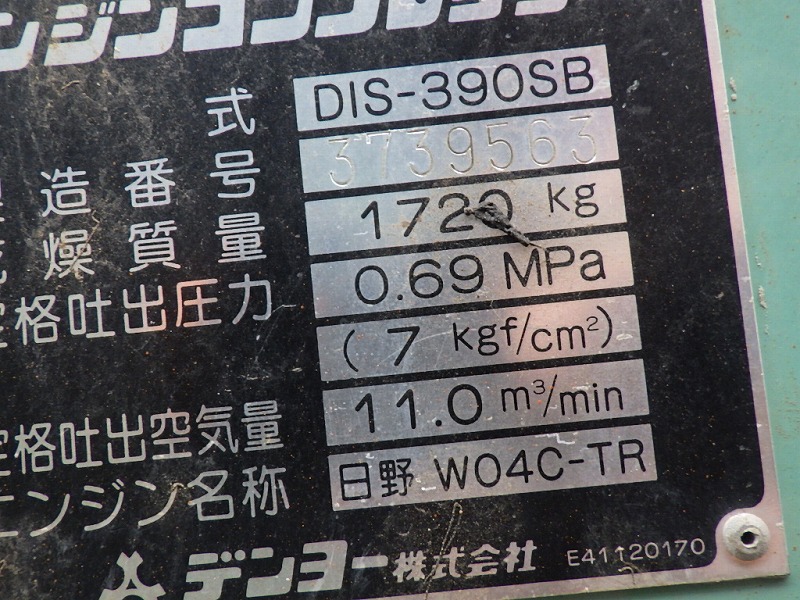 ンジンコンプレッサ
式 DIS-390SB
造番号 3739563
燥質量 1720 kg
格吐出圧力 0.69 MPa
(7 kgf/cm²)
定格吐出空気量 11.0 m³/min
エンジン名称 日野 W04C-TR
デンヨー株式会社 E41120170